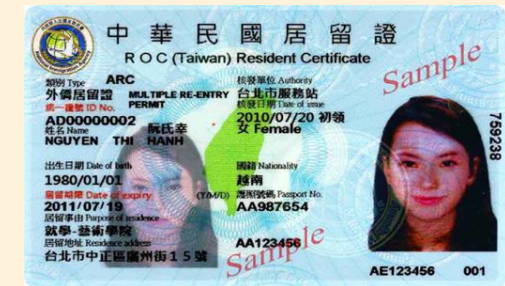 中華民國居留證
ROC (Taiwan) Resident Certificate
類別 Type ARC
核發單位 Authority
外僑居留證 MULTIPLE RE-ENTRY PERMIT
台北市服務站
統一證號 ID No.
核發日期 Date of issue
AD00000002
2010/07/20 初領
姓名 Name 阮氏幸
女 Female
NGUYEN THI HANH
出生日期 Date of birth
國籍 Nationality
1980/01/01
越南
居留期限 Date of expiry (Y/M/D)
護照號碼 Passport No.
2011/07/19
AA987654
居留事由 Purpose of residence
就學-藝術學院
居留地址 Residence address
AA123456
台北市中正區廣州街15號
Sample
Sample
759238
AE123456 001